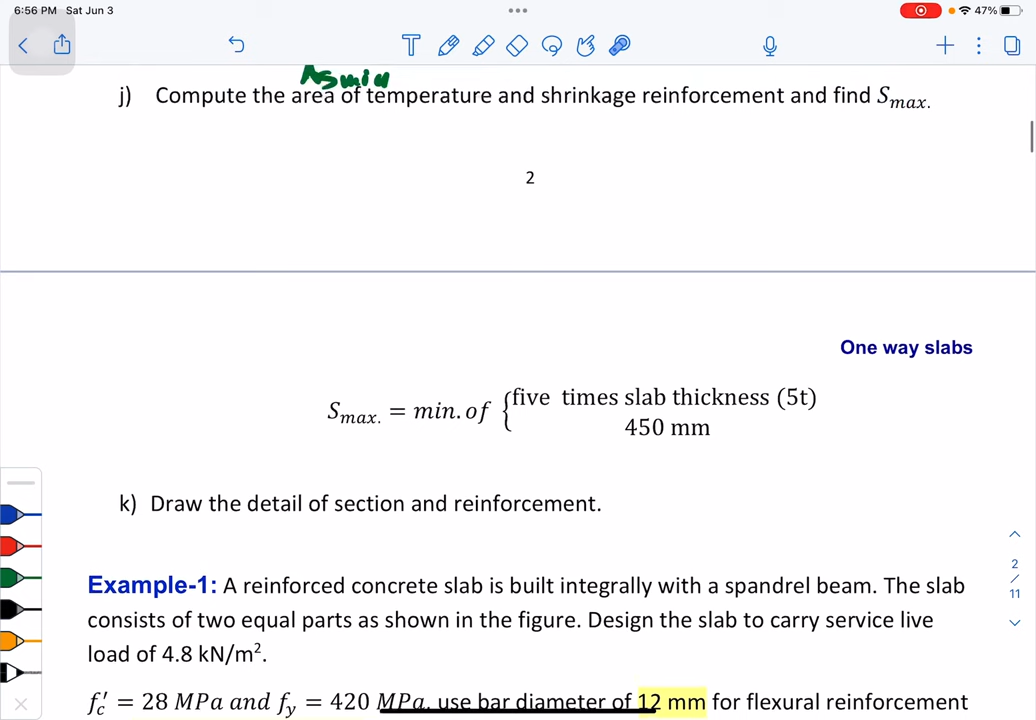 6:56 PM Sat Jun 3
47%
As min
j) Compute the area of temperature and shrinkage reinforcement and find Smax.
2
One way slabs
Smax. = min. of { five times slab thickness (5t)
450 mm
k) Draw the detail of section and reinforcement.
2
/
11
Example-1: A reinforced concrete slab is built integrally with a spandrel beam. The slab
consists of two equal parts as shown in the figure. Design the slab to carry service live
load of 4.8 kN/m².
f′c = 28 MPa and fy = 420 MPa, use bar diameter of 12 mm for flexural reinforcement